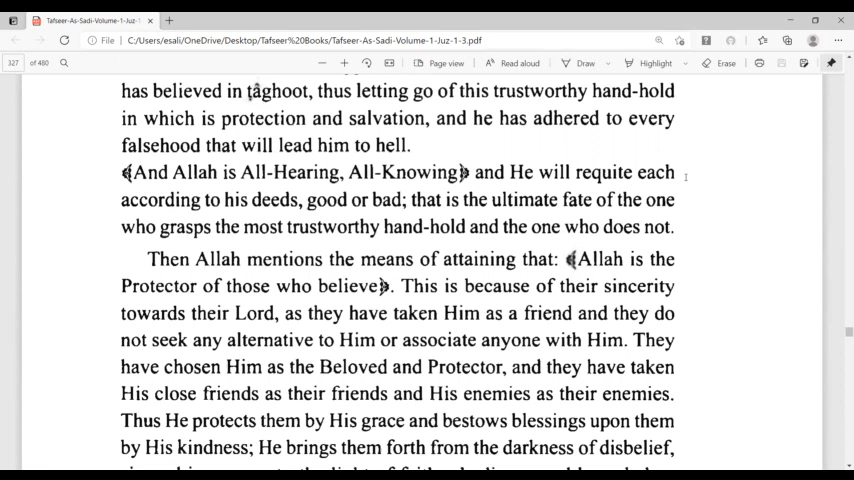 Tafseer-As-Sadi-Volume-1-Juz-1
File
C:/Users/esali/OneDrive/Desktop/Tafseer%20Books/Tafseer-As-Sadi-Volume-1-Juz-1-3.pdf
327 of 480
Page view
Read aloud
Draw
Highlight
Erase
has believed in ṭâghoot, thus letting go of this trustworthy hand-hold
in which is protection and salvation, and he has adhered to every
falsehood that will lead him to hell.
﴾And Allah is All-Hearing, All-Knowing﴿ and He will requite each
according to his deeds, good or bad; that is the ultimate fate of the one
who grasps the most trustworthy hand-hold and the one who does not.
Then Allah mentions the means of attaining that: ﴾Allah is the
Protector of those who believe﴿. This is because of their sincerity
towards their Lord, as they have taken Him as a friend and they do
not seek any alternative to Him or associate anyone with Him. They
have chosen Him as the Beloved and Protector, and they have taken
His close friends as their friends and His enemies as their enemies.
Thus He protects them by His grace and bestows blessings upon them
by His kindness; He brings them forth from the darkness of disbelief,